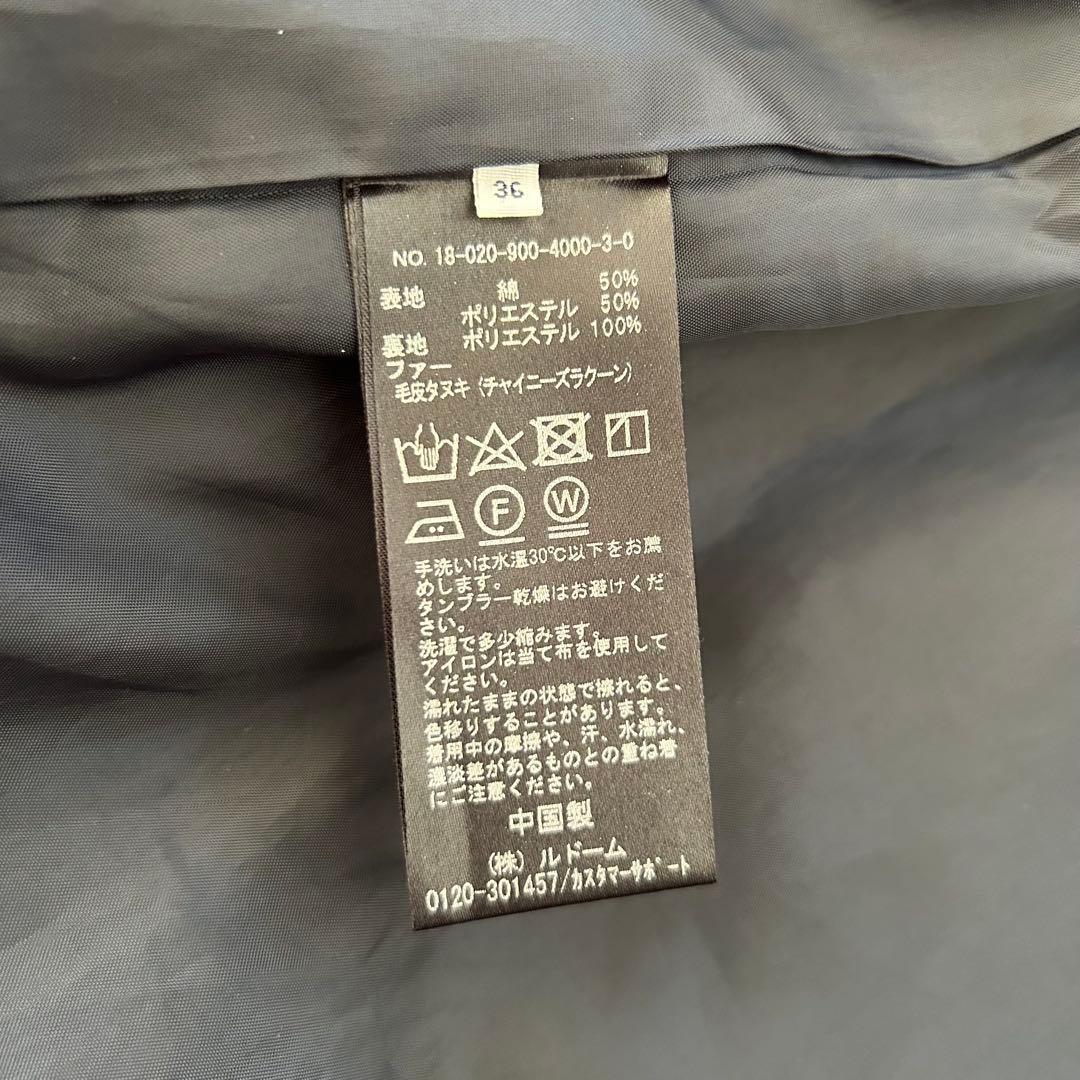 36
NO. 18-020-900-4000-3-0
表地 綿 50%
ポリエステル 50%
裏地 ポリエステル 100%
ファー
毛皮タヌキ (チャイニーズラクーン)
F W
手洗いは水温30℃以下をお薦
めします。
タンブラー乾燥はお避けくだ
さい。
洗濯で多少縮みます。
アイロンは当て布を使用して
ください。
濡れたままの状態で擦れると、
色移りすることがあります。
着用中の摩擦や、汗、水濡れ、
濃淡差があるものとの重ね着
にご注意ください。
中国製
(株) ルドーム
0120-301457/カスタマーサポート